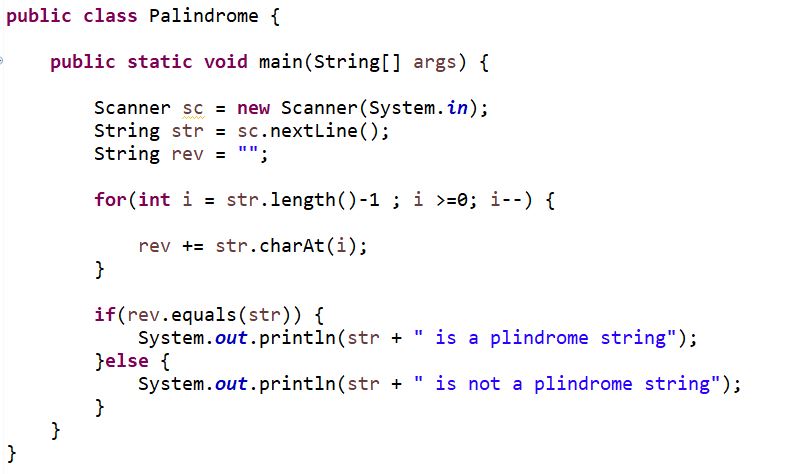 public class Palindrome {
public static void main(String[] args) {
Scanner sc = new Scanner(System.in);
String str = sc.nextLine();
String rev = "";
for(int i = str.length()-1 ; i >=0; i--) {
rev += str.charAt(i);
}
if(rev.equals(str)) {
System.out.println(str + " is a plindrome string");
}else {
System.out.println(str + " is not a plindrome string");
}
}
}